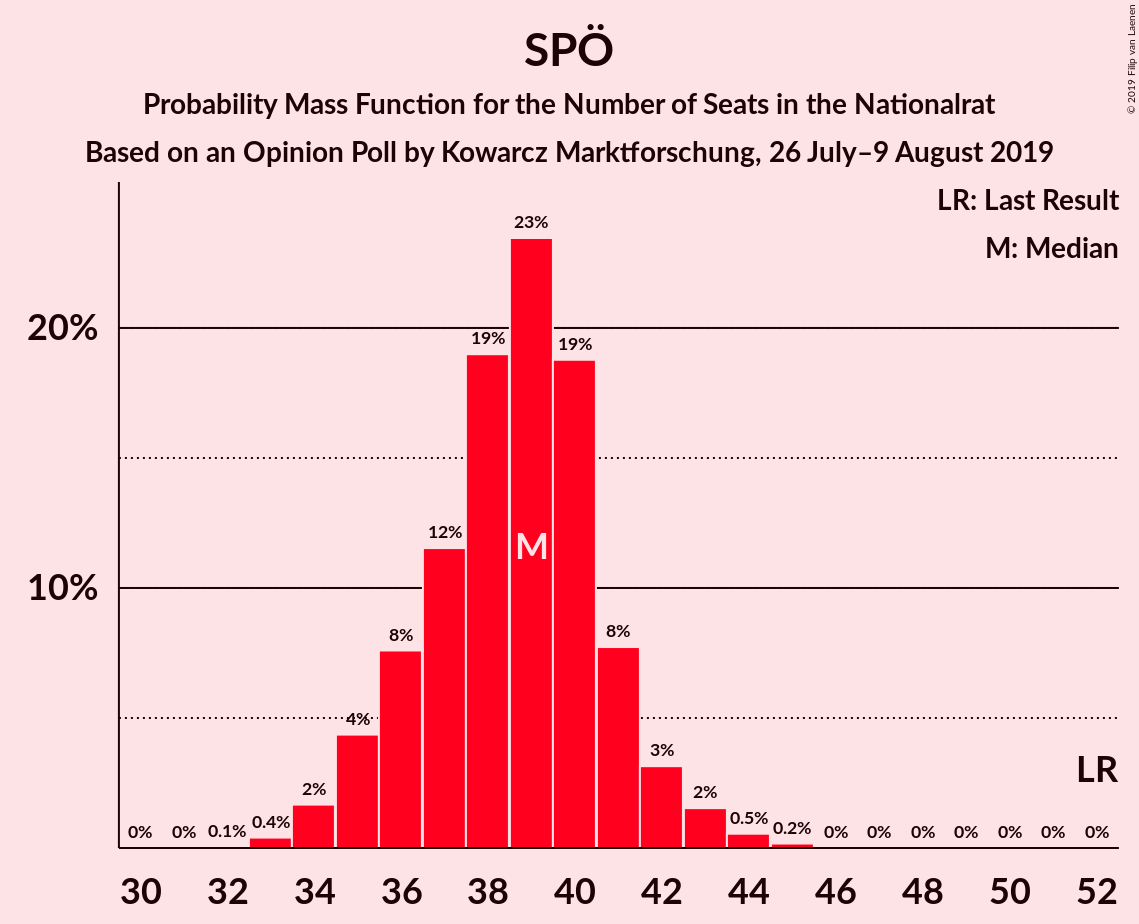 SPÖ
Probability Mass Function for the Number of Seats in the Nationalrat
Based on an Opinion Poll by Kowarcz Marktforschung, 26 July–9 August 2019
© 2019 Filip van Laenen
LR: Last Result
M: Median
23%
20%
19%
19%
12%
M
10%
8%
8%
4%
3%
LR
2%
2%
0%
0%
0.1%
0.4%
0.5%
0.2%
0%
0%
0%
0%
0%
0%
0%
30 32 34 36 38 40 42 44 46 48 50 52